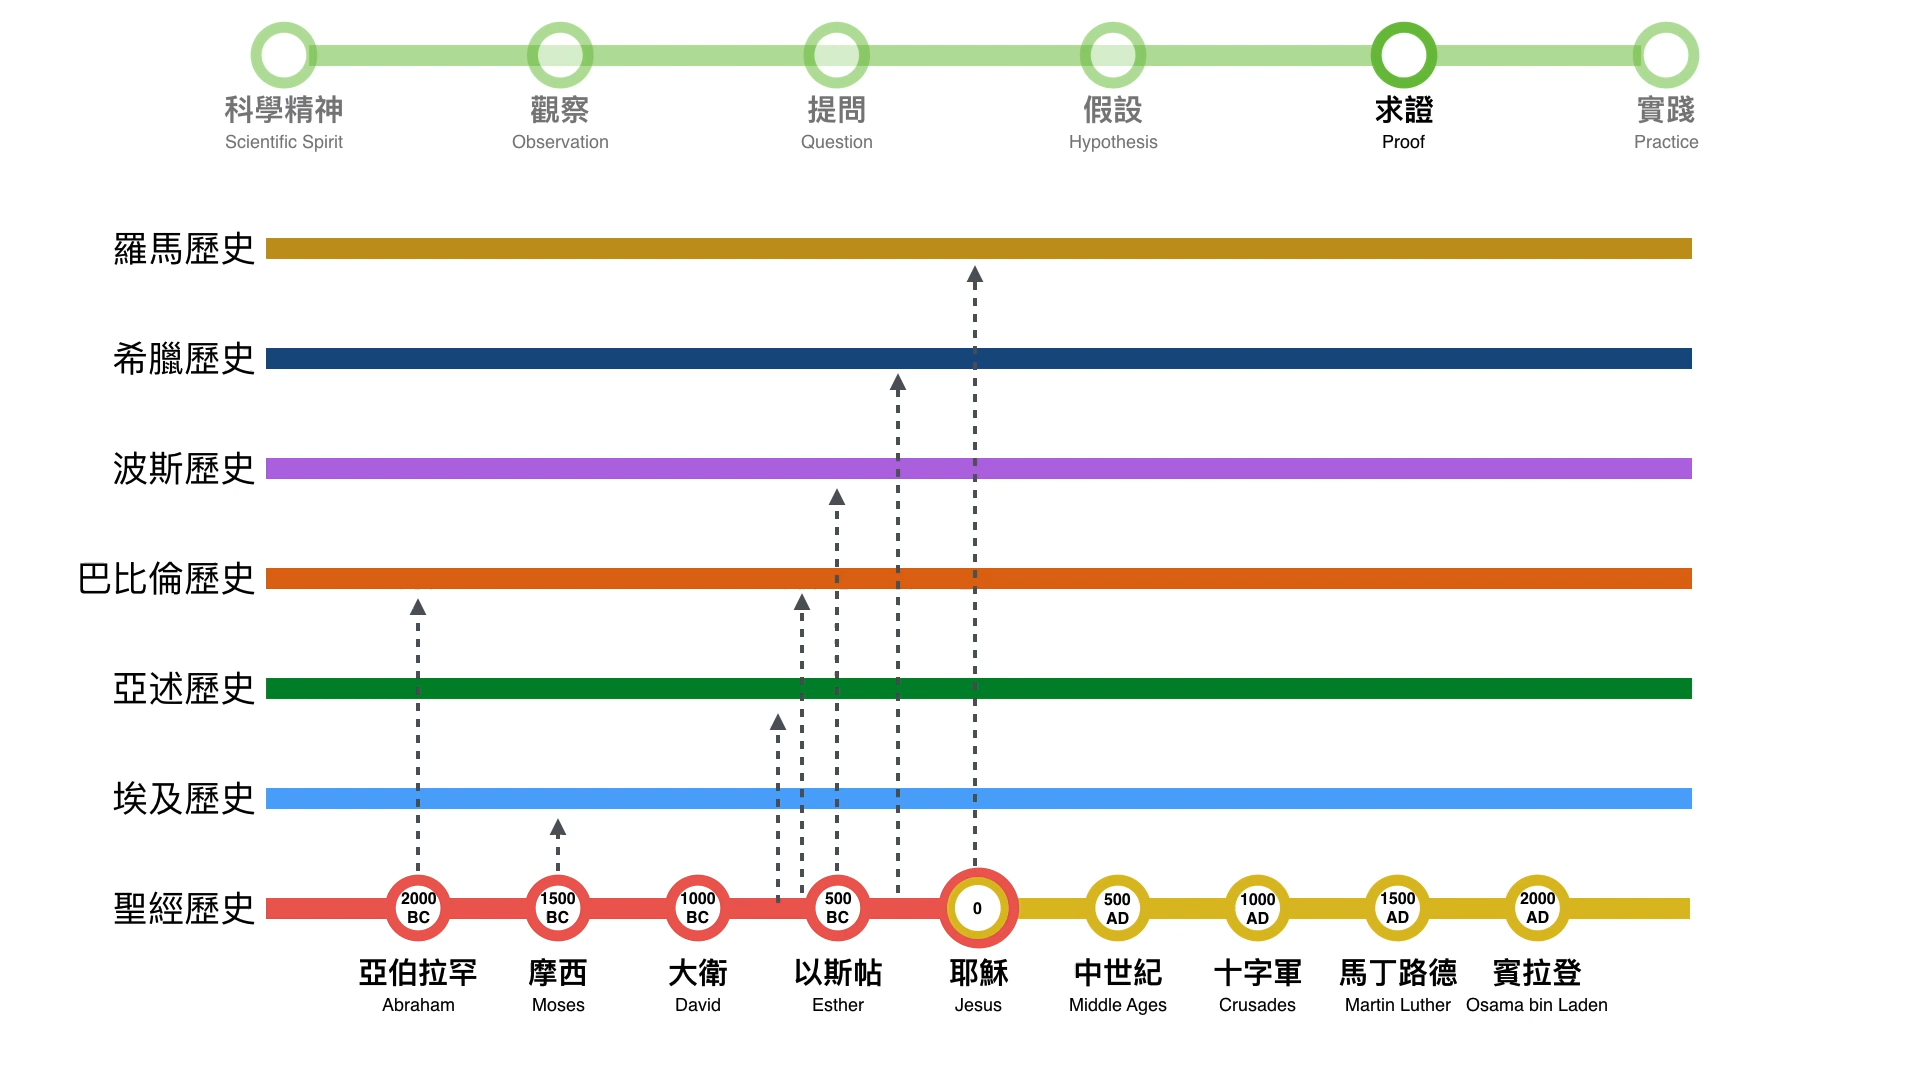 科學精神
Scientific Spirit
觀察
Observation
提問
Question
假設
Hypothesis
求證
Proof
實踐
Practice
羅馬歷史
希臘歷史
波斯歷史
巴比倫歷史
亞述歷史
埃及歷史
聖經歷史
2000
BC
1500
BC
1000
BC
500
BC
0
500
AD
1000
AD
1500
AD
2000
AD
亞伯拉罕
Abraham
摩西
Moses
大衛
David
以斯帖
Esther
耶穌
Jesus
中世紀
Middle Ages
十字軍
Crusades
馬丁路德
Martin Luther
賓拉登
Osama bin Laden